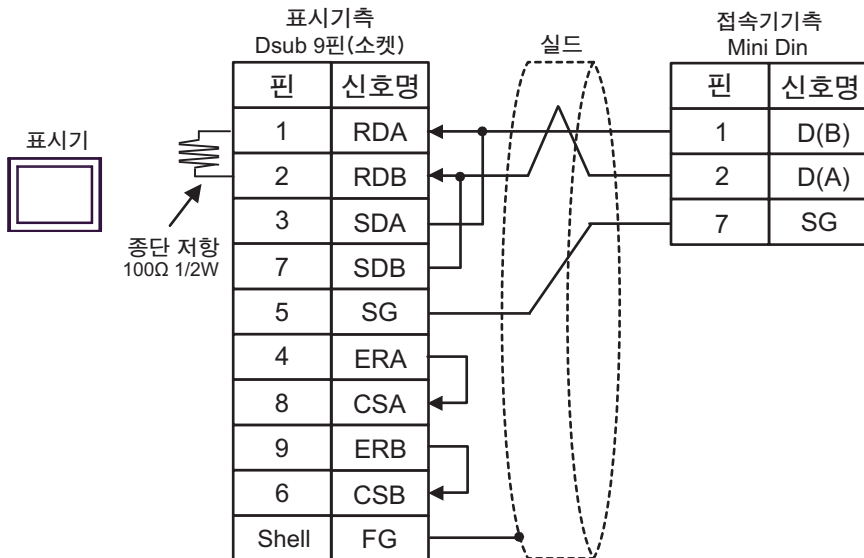 표시기측
Dsub 9핀(소켓)
실드
접속기기측
Mini Din
핀 신호명
1 RDA
2 RDB
3 SDA
7 SDB
5 SG
4 ERA
8 CSA
9 ERB
6 CSB
Shell FG
핀 신호명
1 D(B)
2 D(A)
7 SG
표시기
종단 저항
100Ω 1/2W